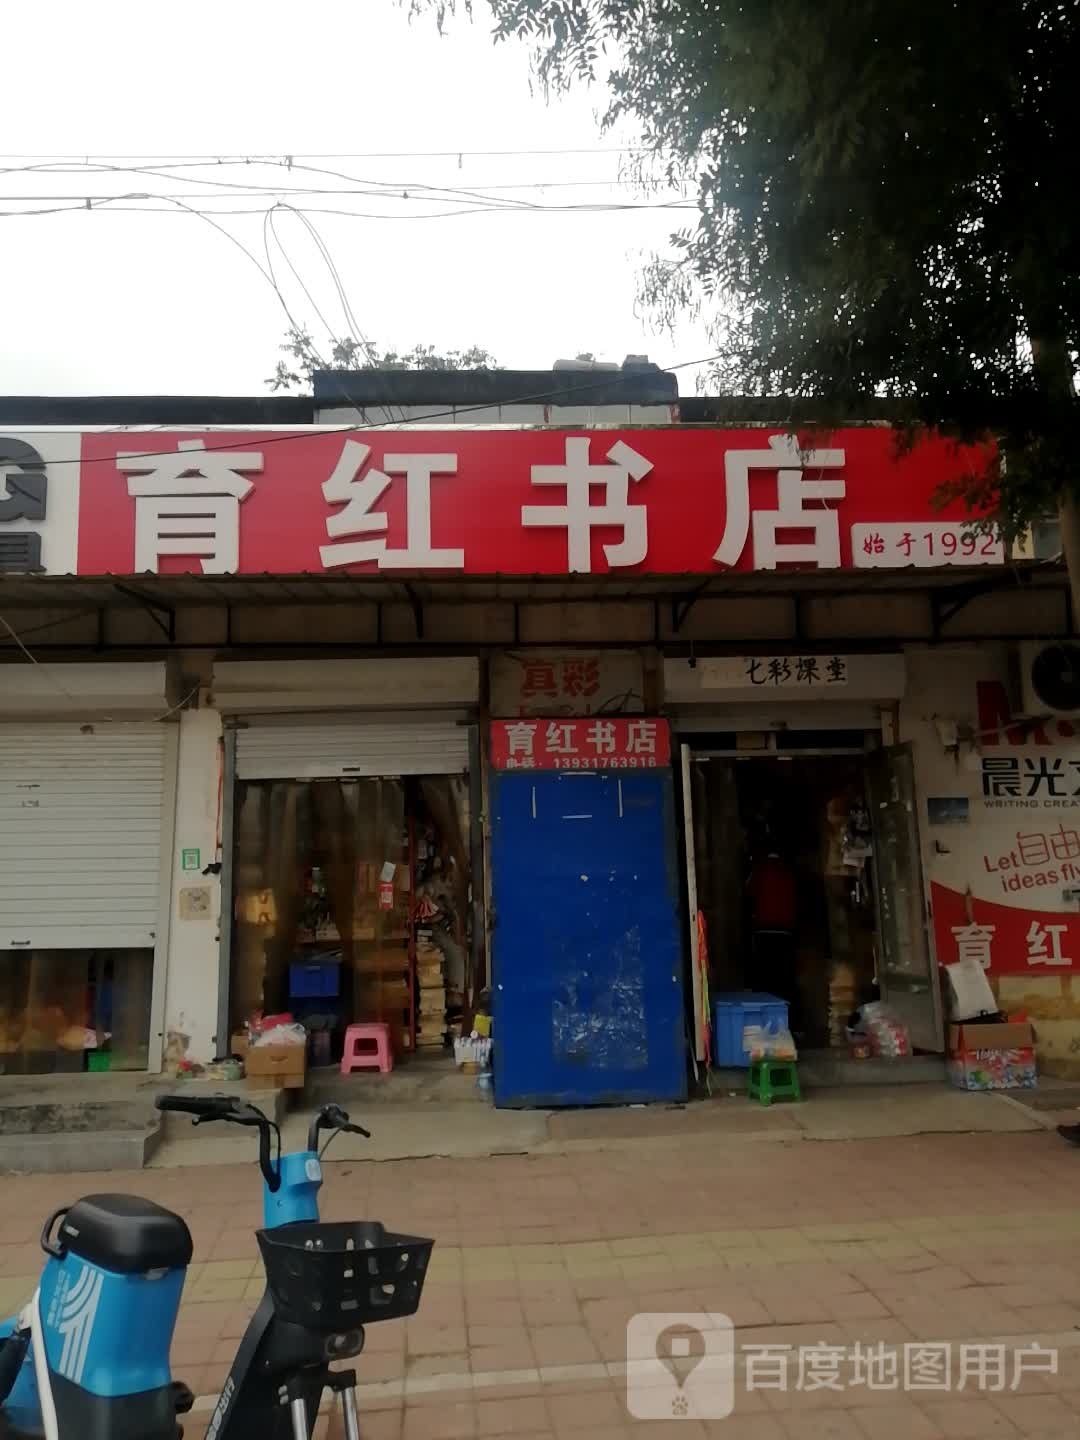 育红书店
始于1992
真彩
七彩课堂
育红书店
电话：13931763916
晨光文
WRITING CREA
Let自由
ideas fly
育红
百度地图用户